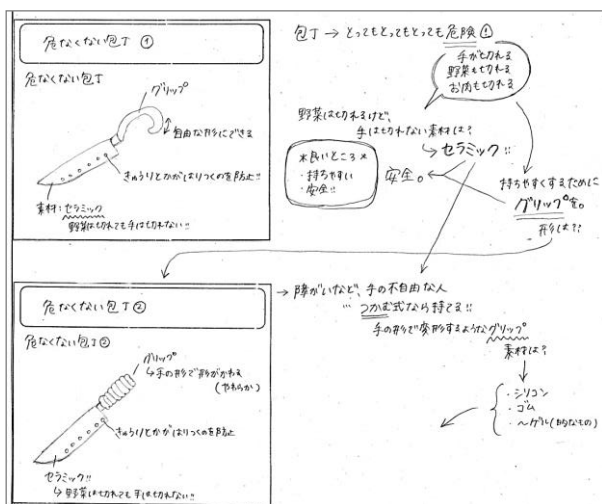 危なくない包丁①
危なくない包丁
グリップ
自由な形にできる
きゅうりとかがはりつくのを防止!!
素材:セラミック
野菜は切れても手は切れない!!
包丁→とってもとってもとっても危険!
手が切れる
野菜も切れる
お肉も切れる
野菜は切れるけど、
手は切れない素材は?
↳セラミック!!
*良いところ*
・持ちやすい
・安全!!
安全。
持ちやすくするために
グリップを。
形は??
危なくない包丁②
危なくない包丁②
グリップ
↳手の形で形がかわる
(やわらか)
きゅうりとかがはりつくのを防止
セラミック!!
↳野菜は切れても手は切れない!!
→障がいなど、手の不自由な人
…つかむ式なら持てる!!
手の形で変形するようなグリップ
素材は?
・シリコン
・ゴム
・〜ゲル(的なもの)